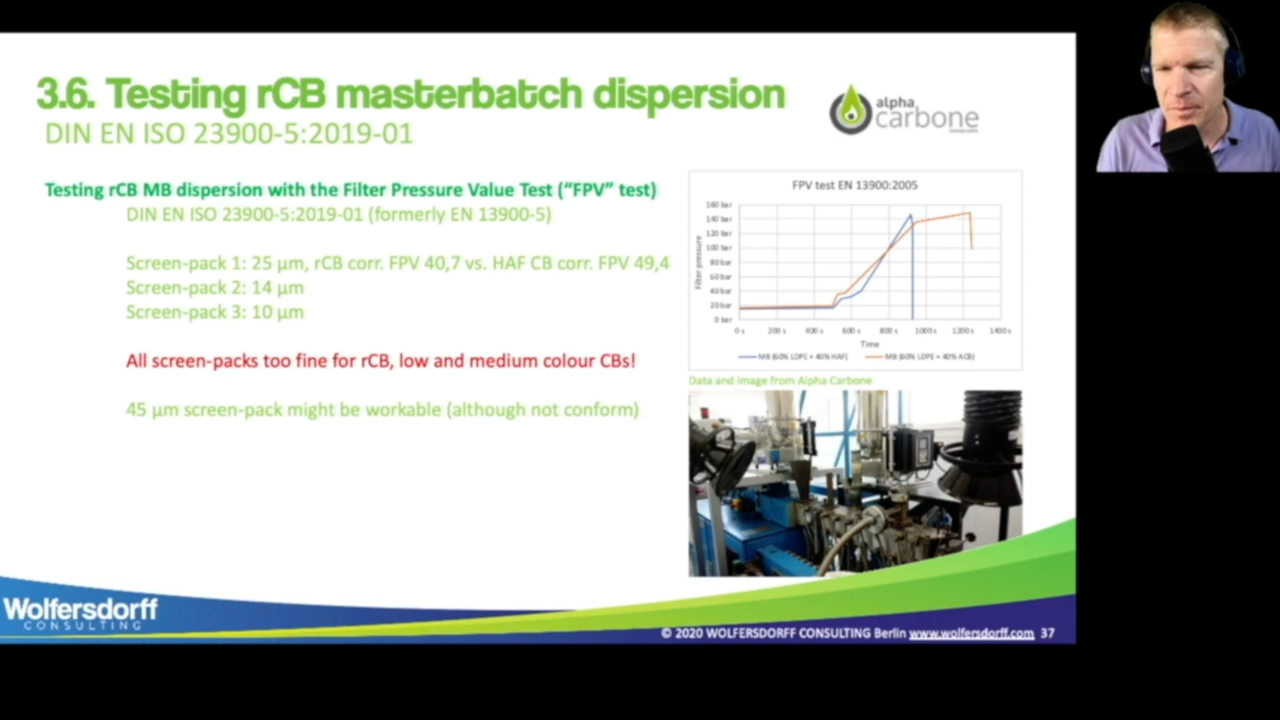 3.6. Testing rCB masterbatch dispersion
DIN EN ISO 23900-5:2019-01
alpha
carbone
Testing rCB MB dispersion with the Filter Pressure Value Test (“FPV” test)
DIN EN ISO 23900-5:2019-01 (formerly EN 13900-5)
Screen-pack 1: 25 µm, rCB corr. FPV 40,7 vs. HAF CB corr. FPV 49,4
Screen-pack 2: 14 µm
Screen-pack 3: 10 µm
All screen-packs too fine for rCB, low and medium colour CBs!
45 µm screen-pack might be workable (although not conform)
FPV test EN 13900:2005
Filter pressure
160 bar
140 bar
120 bar
100 bar
80 bar
60 bar
40 bar
20 bar
0 bar
0 s 200 s 400 s 600 s 800 s 1000 s 1200 s 1400 s
Time
MB (60% LDPE + 40% HAF) MB (60% LDPE + 40% ACB)
Data and image from Alpha Carbone
Wolfersdorff
CONSULTING
© 2020 WOLFERSDORFF CONSULTING Berlin www.wolfersdorff.com 37